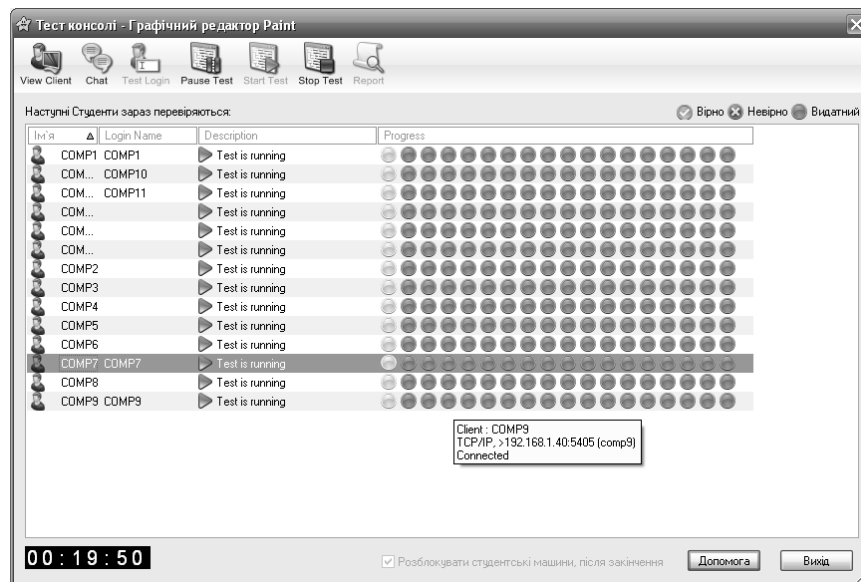 Тест консолі - Графічний редактор Paint
View Client Chat Test Login Pause Test Start Test Stop Test Report
Наступні Студенти зараз перевіряються: Вірно Невірно Видатний
Ім'я Login Name Description Progress
COMP1 COMP1 Test is running
COM... COMP10 Test is running
COM... COMP11 Test is running
COM... Test is running
COM... Test is running
COM... Test is running
COMP2 Test is running
COMP3 Test is running
COMP4 Test is running
COMP5 Test is running
COMP6 Test is running
COMP7 COMP7 Test is running
COMP8 Test is running
COMP9 COMP9 Test is running
Client : COMP9
TCP/IP, >192.168.1.40:5405 (comp9)
Connected
00:19:50 Розблокувати студентські машини, після закінчення Допомога Вихід